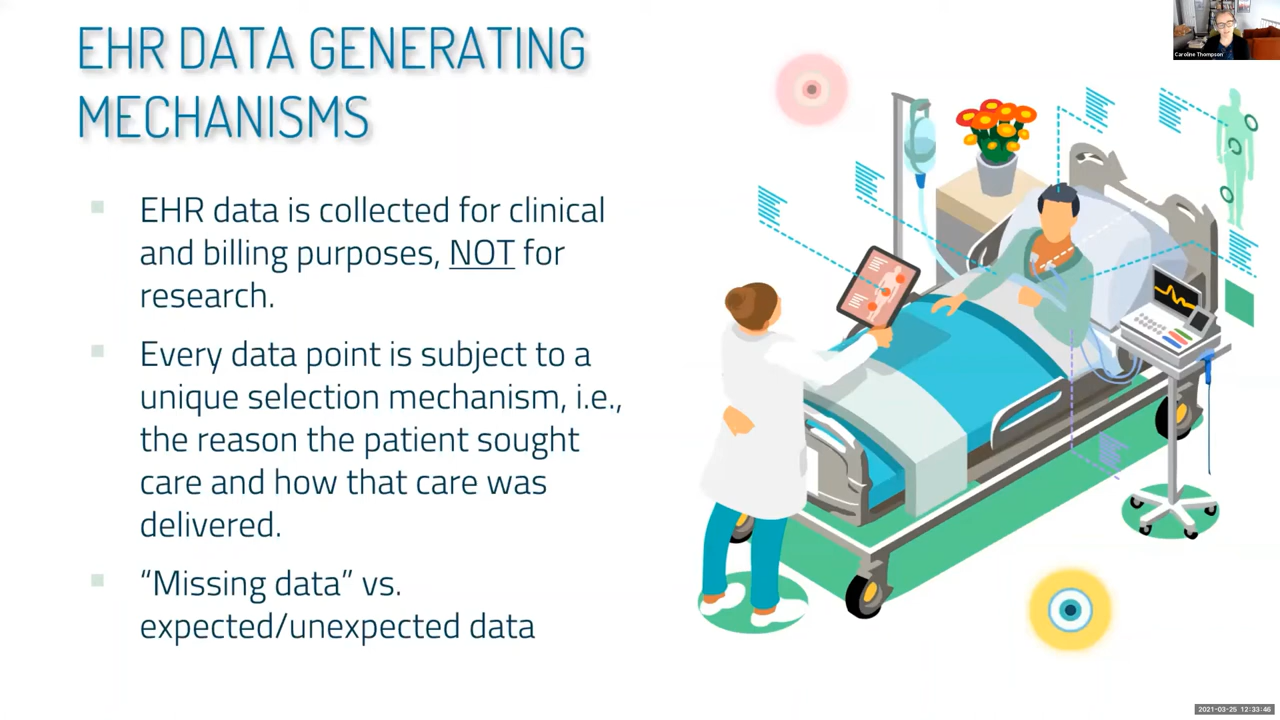 EHR DATA GENERATING
MECHANISMS
EHR data is collected for clinical
and billing purposes, NOT for
research.
Every data point is subject to a
unique selection mechanism, i.e.,
the reason the patient sought
care and how that care was
delivered.
“Missing data” vs.
expected/unexpected data
Caroline Thompson
2021-03-25 12:33:46